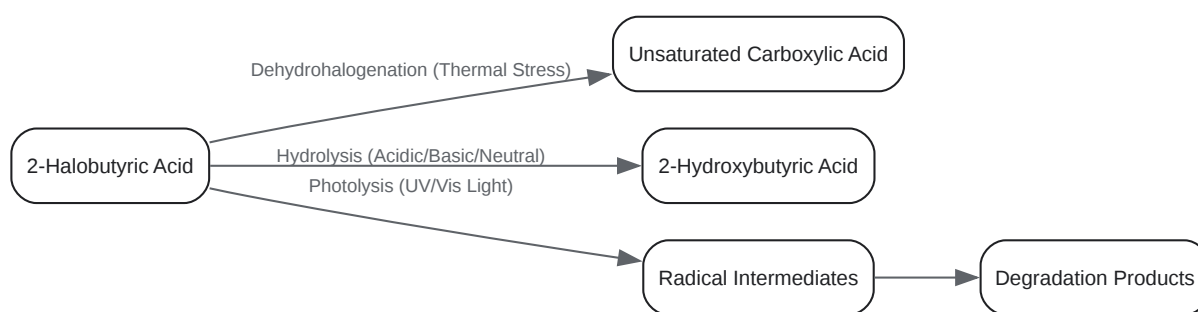 Unsaturated Carboxylic Acid
Dehydrohalogenation (Thermal Stress)
2-Halobutyric Acid
Hydrolysis (Acidic/Basic/Neutral)
2-Hydroxybutyric Acid
Photolysis (UV/Vis Light)
Radical Intermediates
Degradation Products